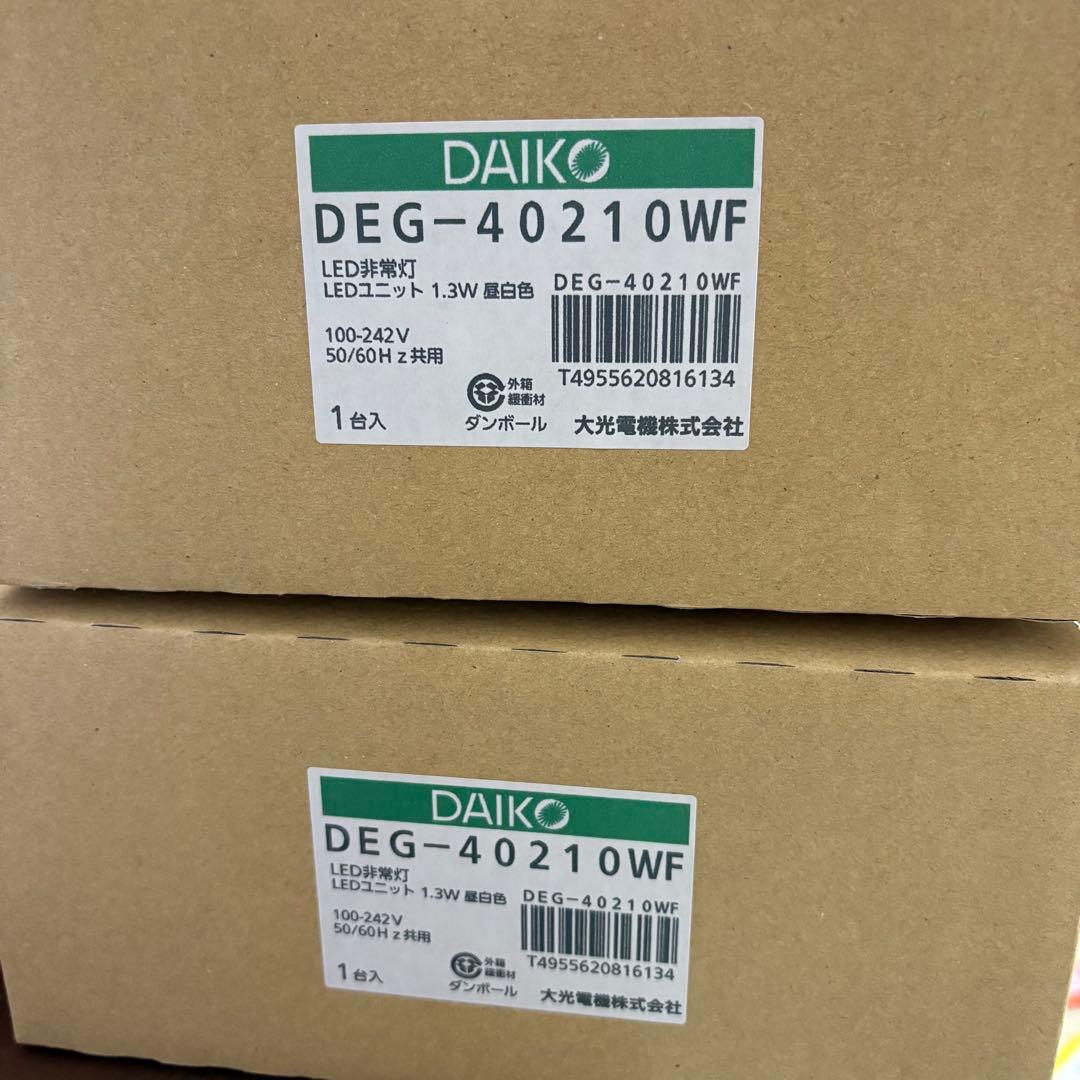 DAIKO
DEG-40210WF
LED非常灯
LEDユニット 1.3W 昼白色
DEG-40210WF
100-242V
50/60Hz共用
T4955620816134
外箱
緩衝材
1台入
ダンボール
大光電機株式会社
DAIKO
DEG-40210WF
LED非常灯
LEDユニット 1.3W 昼白色
DEG-40210WF
100-242V
50/60Hz共用
T4955620816134
外箱
緩衝材
1台入
ダンボール
大光電機株式会社